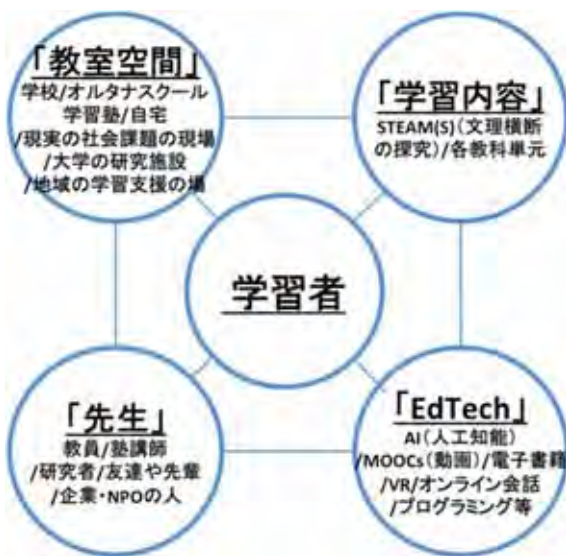 「教室空間」
学校/オルタナスクール
学習塾/自宅
/現実の社会課題の現場
/大学の研究施設
/地域の学習支援の場
「学習内容」
STEAM(S)(文理横断
の探究)/各教科単元
学習者
「先生」
教員/塾講師
/研究者/友達や先輩
/企業・NPOの人
「EdTech」
AI(人工知能)
/MOOCs(動画)/電子書籍
/VR/オンライン会話
/プログラミング等